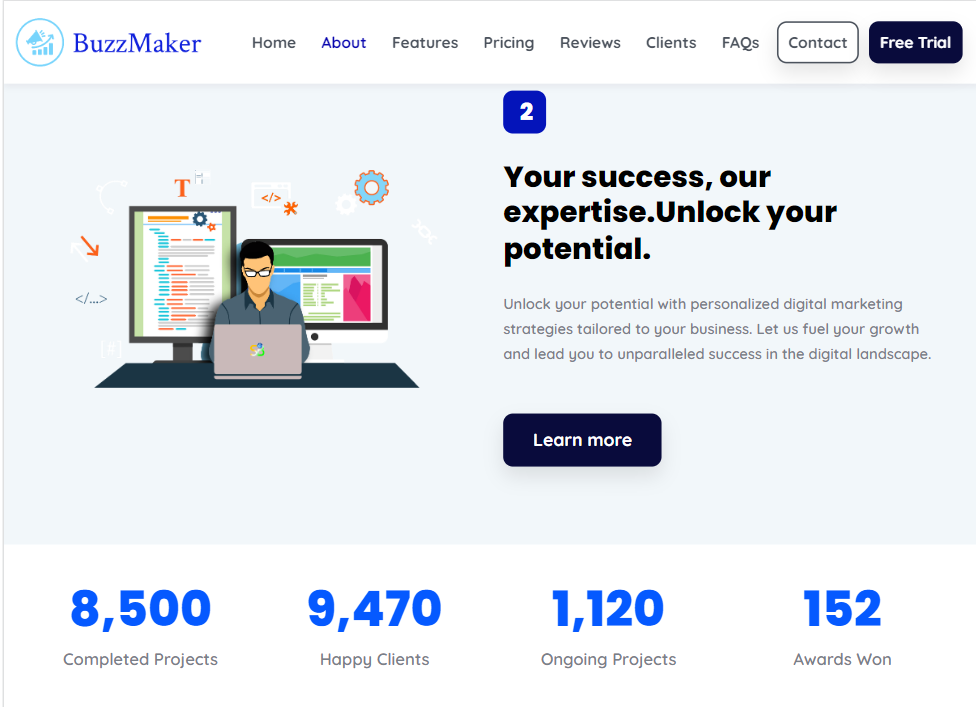 BuzzMaker
Home About Features Pricing Reviews Clients FAQs Contact Free Trial
2
Your success, our
expertise.Unlock your
potential.
Unlock your potential with personalized digital marketing
strategies tailored to your business. Let us fuel your growth
and lead you to unparalleled success in the digital landscape.
Learn more
T
</>
</...>
8,500 9,470 1,120 152
Completed Projects Happy Clients Ongoing Projects Awards Won